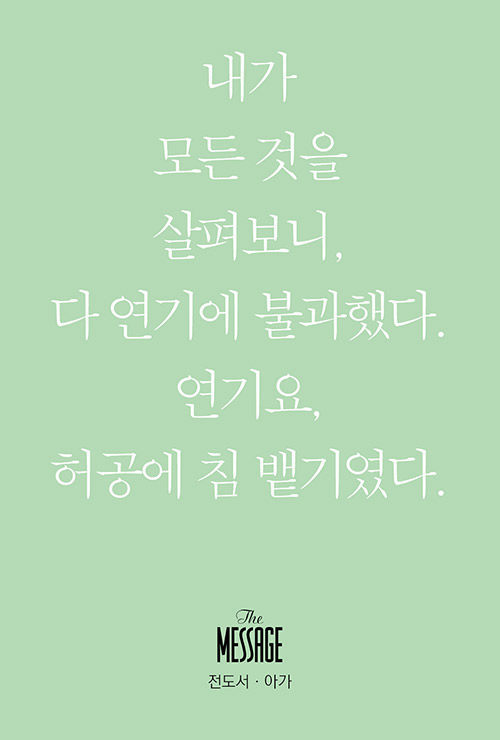 내가
모든 것을
살펴보니,
다 연기에 불과했다.
연기요,
허공에 침 뱉기였다.
The
MESSAGE
전도서 · 아가